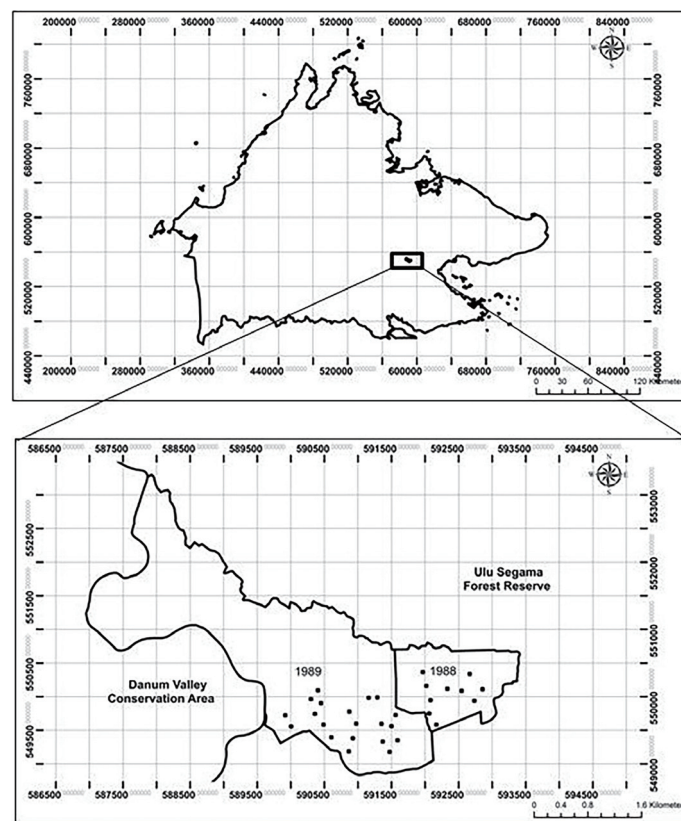 200000 280000 360000 440000 520000 600000 680000 760000 840000
N
W E
S
760000 760000
680000 680000
600000 600000
520000 520000
440000 440000
200000 280000 360000 440000 520000 600000 680000 760000 840000
0 30 60 120 Kilometer
586500 587500 588500 589500 590500 591500 592500 593500 594500
N
W E
S
553000
552500
552000
Ulu Segama
Forest Reserve
551500
551000
1989 1988
550500
Danum Valley
Conservation Area
550000
549500
549000
586500 587500 588500 589500 590500 591500 592500 593500 594500
0 0.4 0.8 1.6 Kilometer